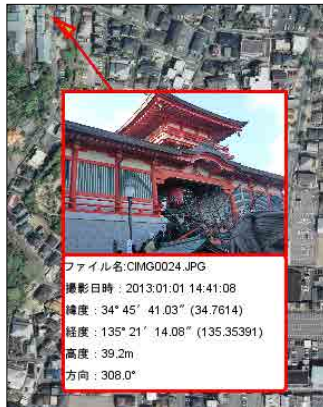 ファイル名:CIMG0024.JPG
撮影日時：2013:01:01 14:41:08
緯度：34° 45′ 41.03″ (34.7614)
経度：135° 21′ 14.08″ (135.35391)
高度：39.2m
方向：308.0°